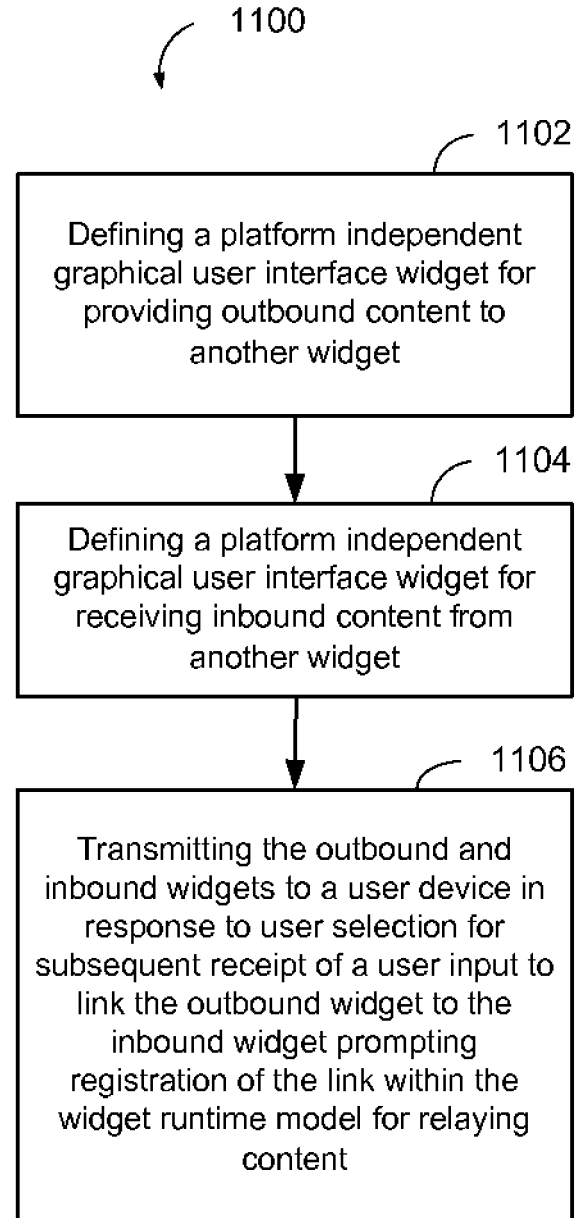 1100
1102
Defining a platform independent
graphical user interface widget for
providing outbound content to
another widget
1104
Defining a platform independent
graphical user interface widget for
receiving inbound content from
another widget
1106
Transmitting the outbound and
inbound widgets to a user device in
response to user selection for
subsequent receipt of a user input to
link the outbound widget to the
inbound widget prompting
registration of the link within the
widget runtime model for relaying
content